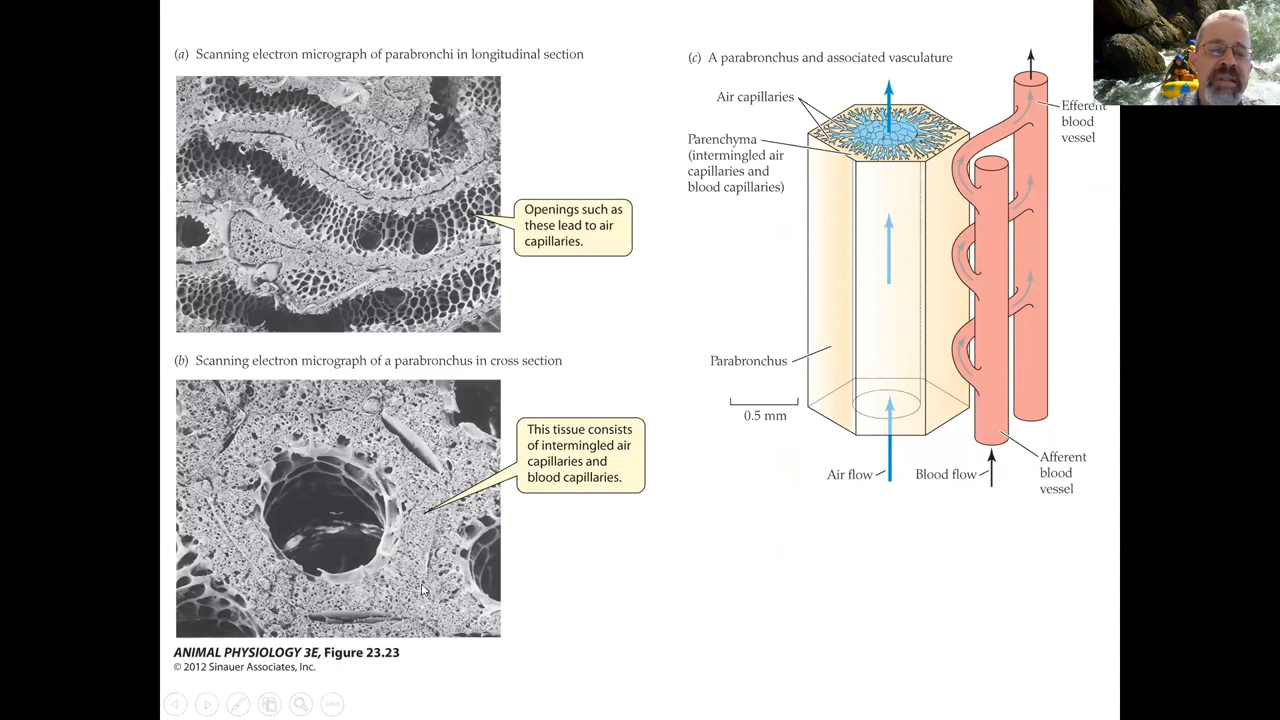 (a) Scanning electron micrograph of parabronchi in longitudinal section
Openings such as
these lead to air
capillaries.
(b) Scanning electron micrograph of a parabronchus in cross section
This tissue consists
of intermingled air
capillaries and
blood capillaries.
(c) A parabronchus and associated vasculature
Air capillaries
Parenchyma
(intermingled air
capillaries and
blood capillaries)
Efferent
blood
vessel
Parabronchus
0.5 mm
Air flow
Blood flow
Afferent
blood
vessel
ANIMAL PHYSIOLOGY 3E, Figure 23.23
© 2012 Sinauer Associates, Inc.